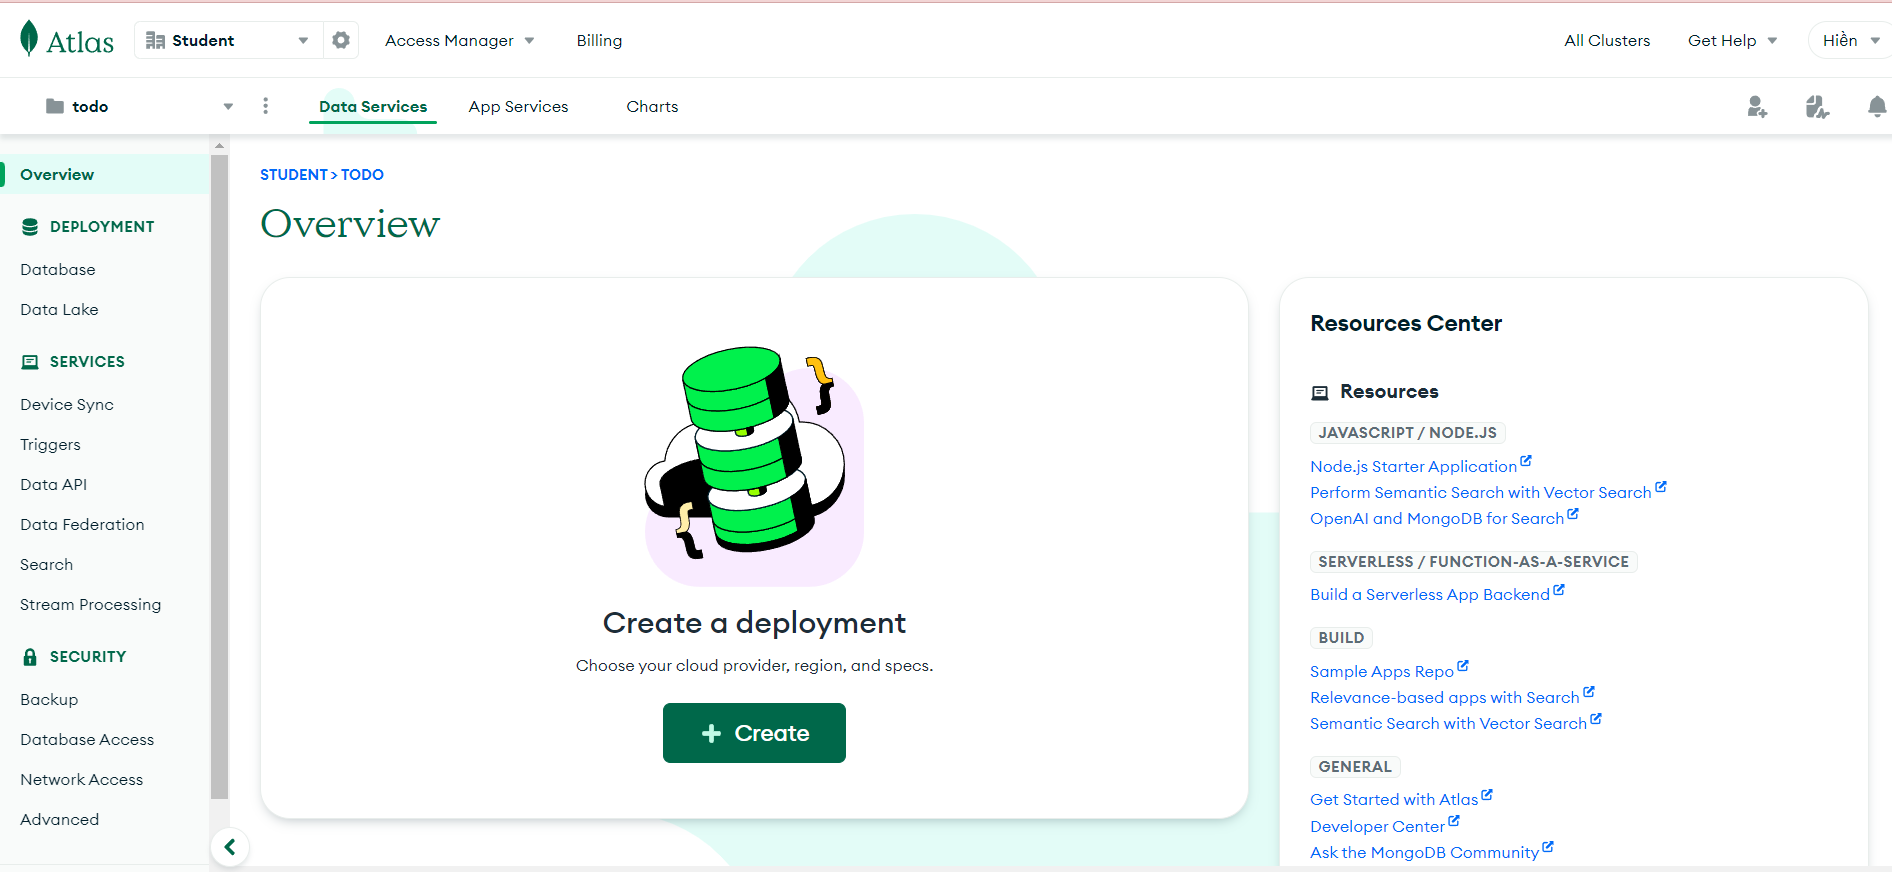 Atlas
Student
Access Manager
Billing
All Clusters
Get Help
Hiền
todo
Data Services
App Services
Charts
Overview
DEPLOYMENT
Database
Data Lake
SERVICES
Device Sync
Triggers
Data API
Data Federation
Search
Stream Processing
SECURITY
Backup
Database Access
Network Access
Advanced
STUDENT > TODO
Overview
Create a deployment
Choose your cloud provider, region, and specs.
+ Create
Resources Center
Resources
JAVASCRIPT / NODE.JS
Node.js Starter Application
Perform Semantic Search with Vector Search
OpenAI and MongoDB for Search
SERVERLESS / FUNCTION-AS-A-SERVICE
Build a Serverless App Backend
BUILD
Sample Apps Repo
Relevance-based apps with Search
Semantic Search with Vector Search
GENERAL
Get Started with Atlas
Developer Center
Ask the MongoDB Community